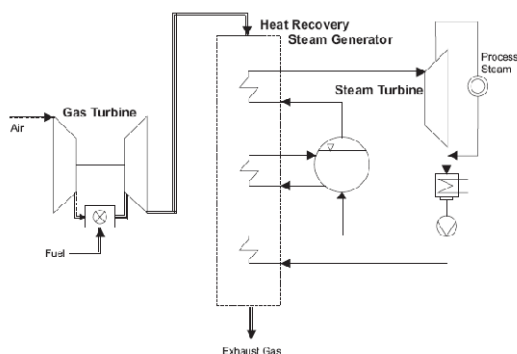 Heat Recovery
Steam Generator
Process
Steam
Steam Turbine
Gas Turbine
Air
Fuel
Exhaust Gas